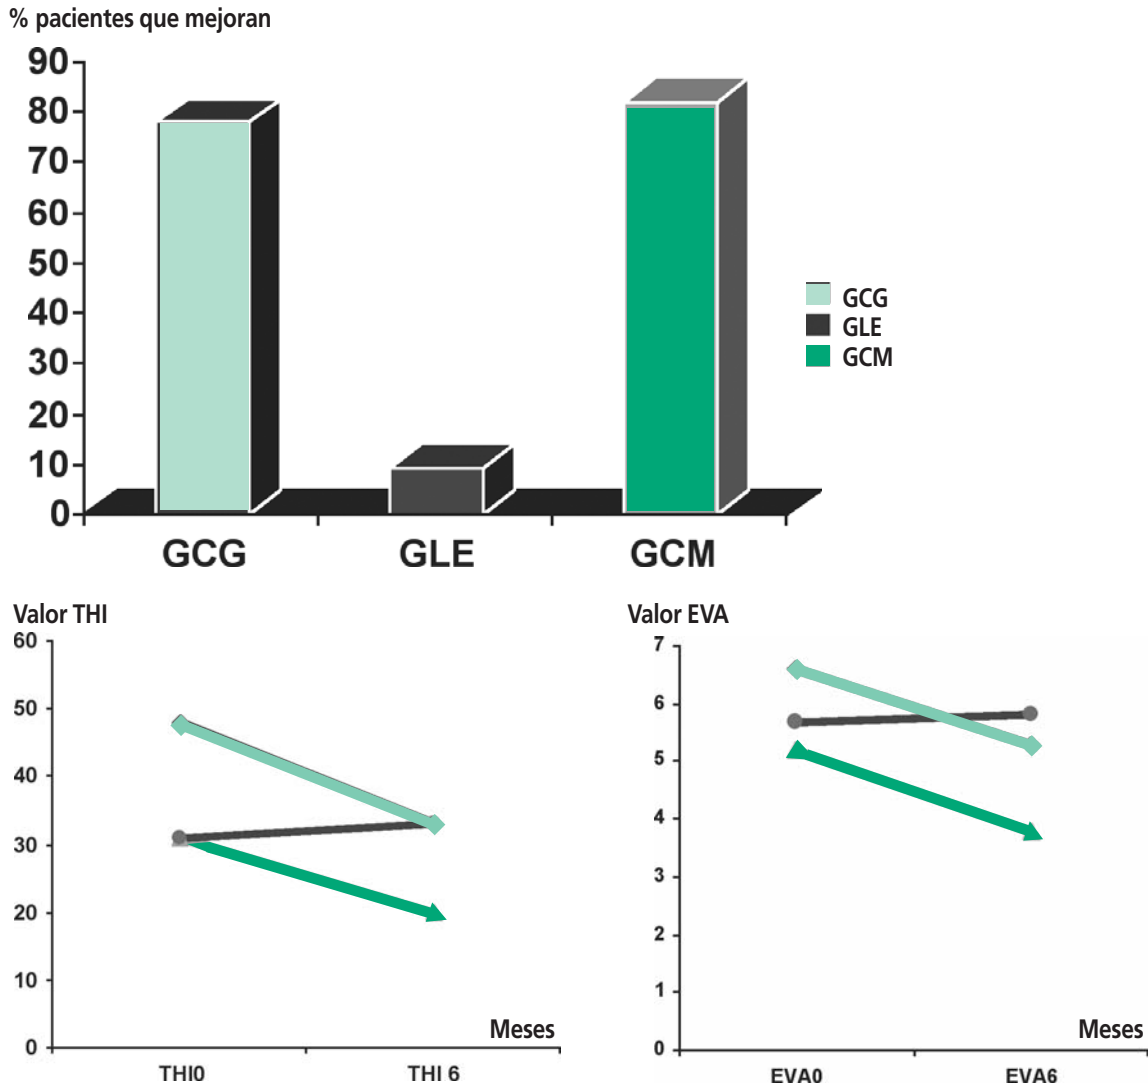 % pacientes que mejoran
90
80
70
60
50
40
30
20
10
0
GCG
GLE
GCM
GCG GLE GCM
Valor THI
60
50
40
30
20
10
0
Meses
THI0 THI 6
Valor EVA
7
6
5
4
3
2
1
0
Meses
EVA0 EVA6